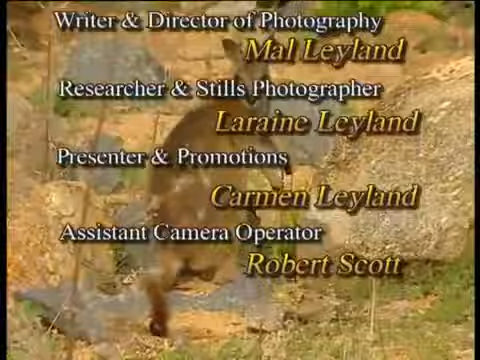 Writer & Director of Photography
Mal Leyland
Researcher & Stills Photographer
Laraine Leyland
Presenter & Promotions
Carmen Leyland
Assistant Camera Operator
Robert Scott